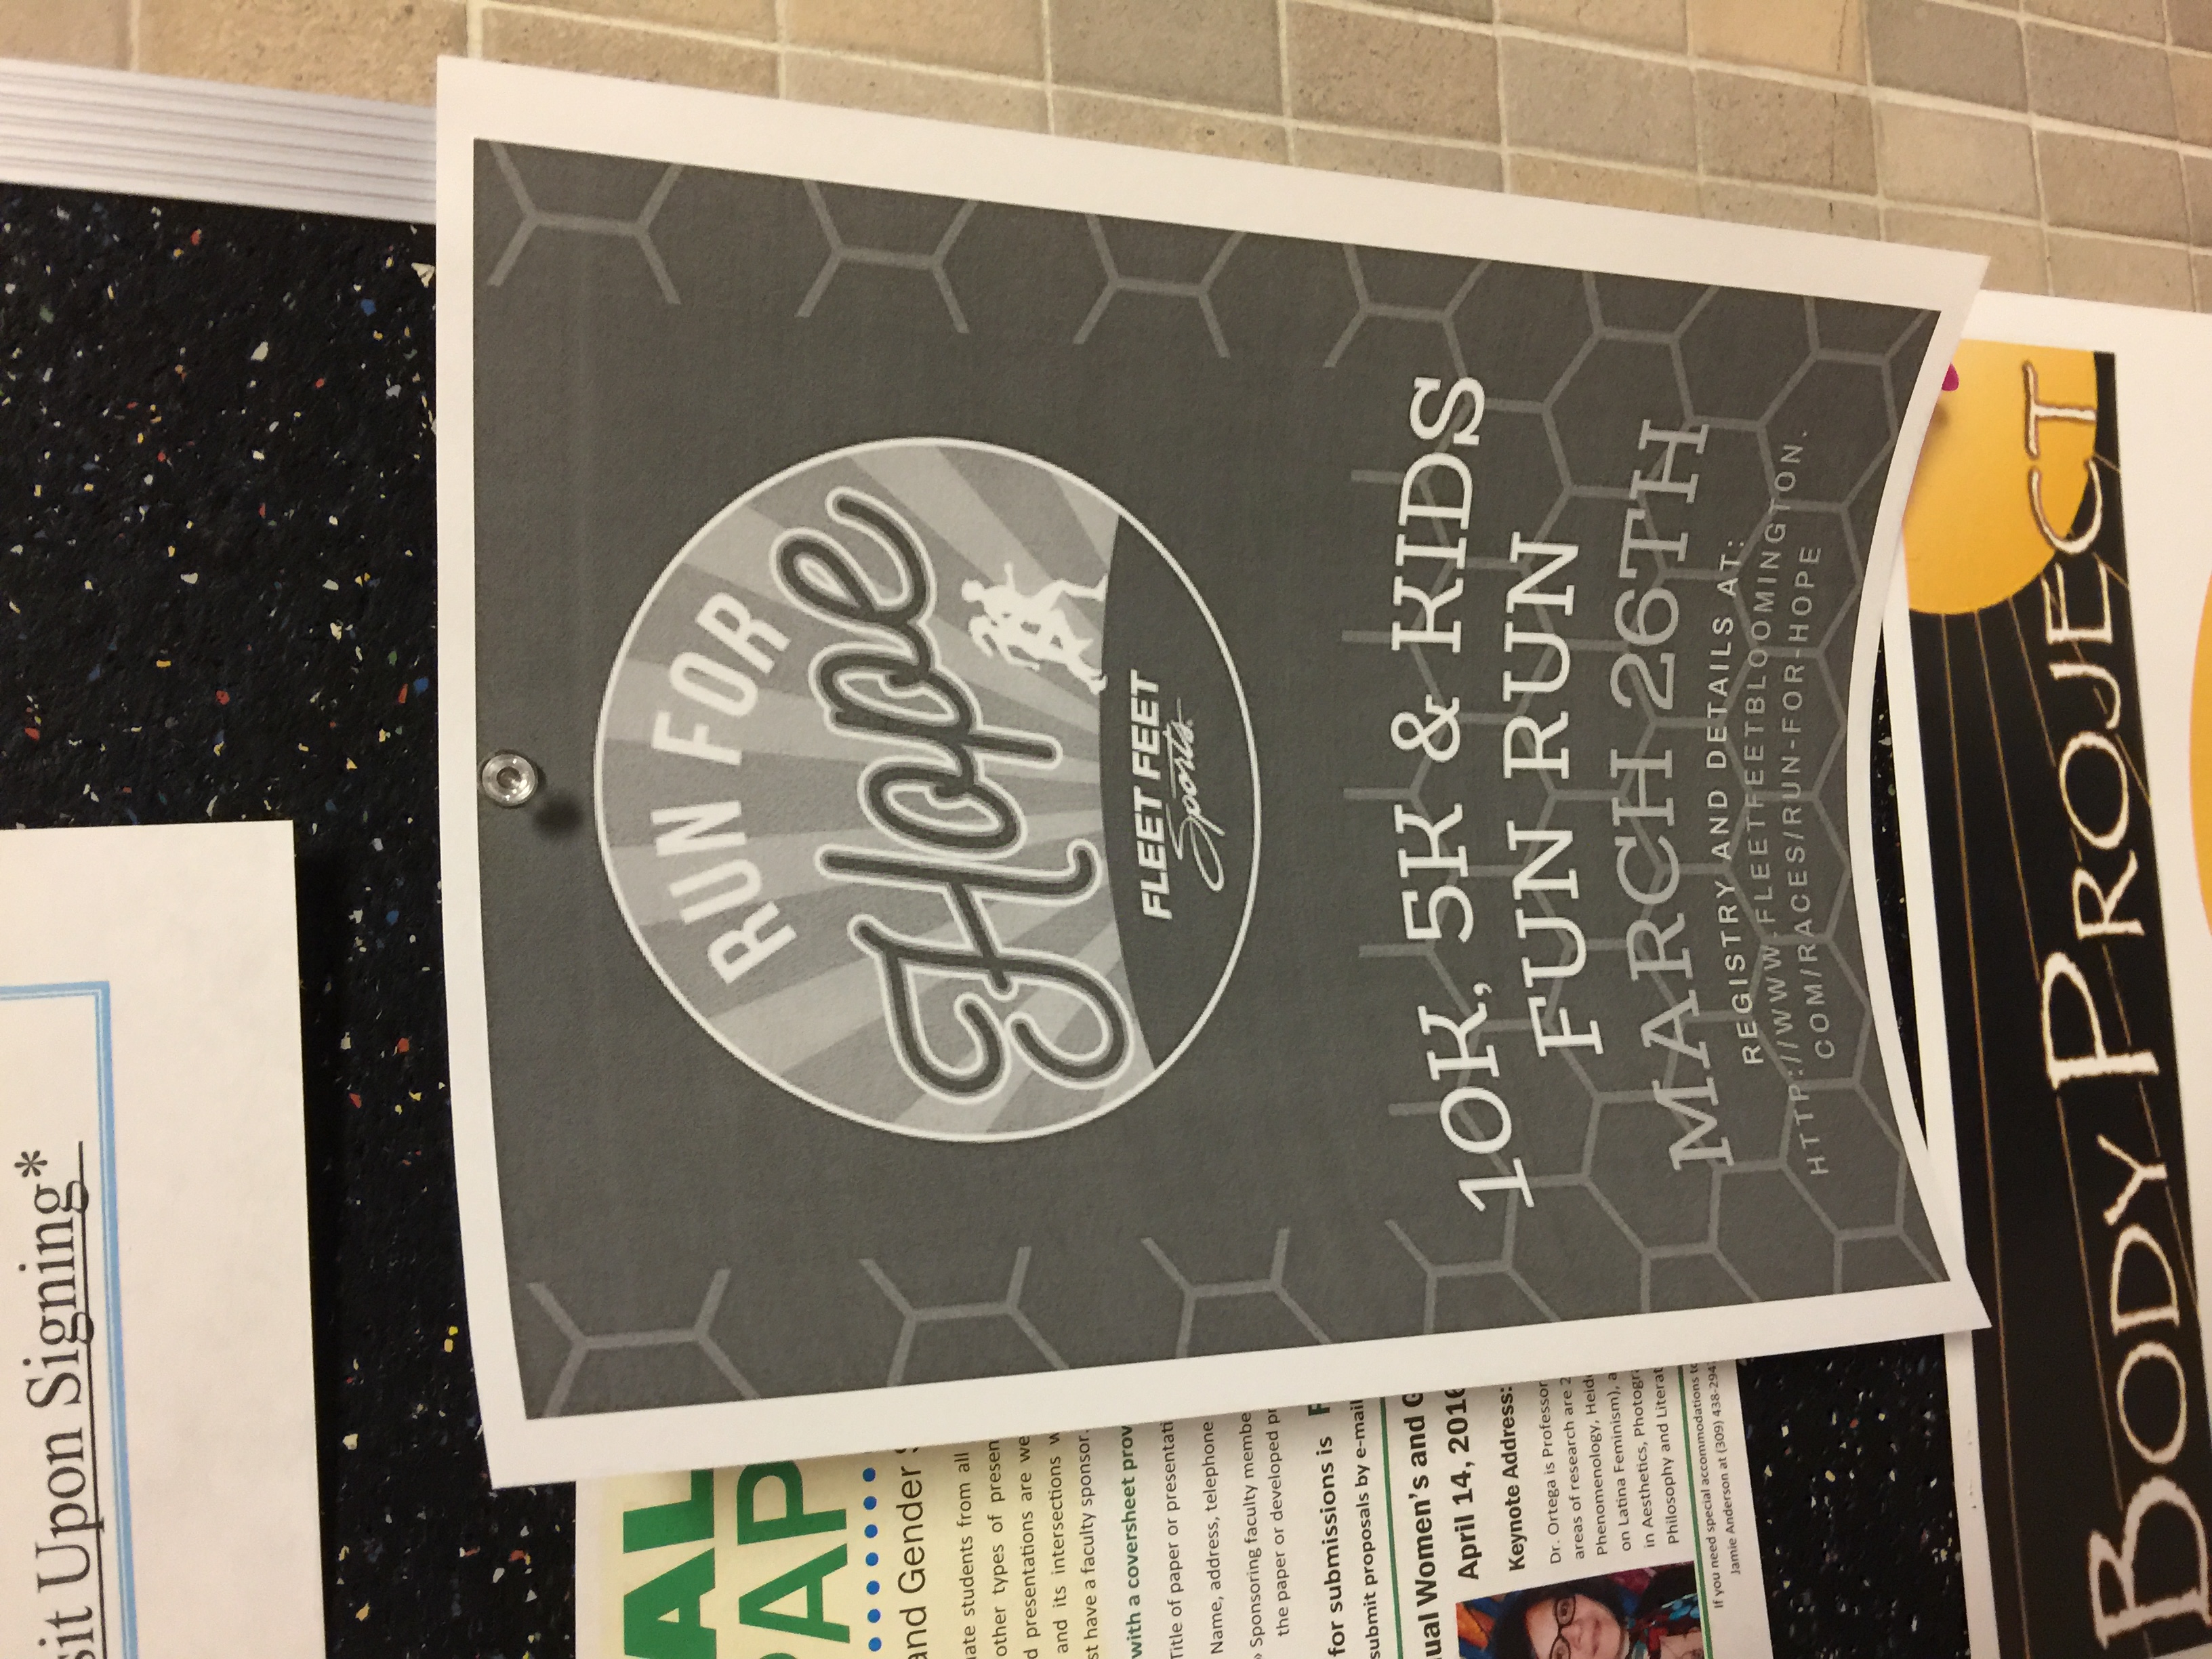 sit Upon Signing*
AL
PAP
and Gender
uate students from all
other types of presen
d presentations are we
and its intersections w
st have a faculty sponsor.
with a coversheet prov
Title of paper or presentati
Name, address, telephone
» Sponsoring faculty membe
the paper or developed pr
for submissions is F
submit proposals by e-mail
ual Women's and G
April 14, 2016
Keynote Address:
Dr. Ortega is Professor
areas of research are 2
Phenomenology, Heid
on Latina Feminism), a
in Aesthetics, Photogr
Philosophy and Literat
If you need special accommodations to
Jamie Anderson at (309) 438-294
RUN FOR
Hope
FLEET FEET
Sports
10K, 5K & KIDS
FUN RUN
MARCH 26TH
REGISTRY AND DETAILS AT:
HTTP://WWW.FLEETFEETBLOOMINGTON.
COM/RACES/RUN-FOR-HOPE
BODY PROJECT